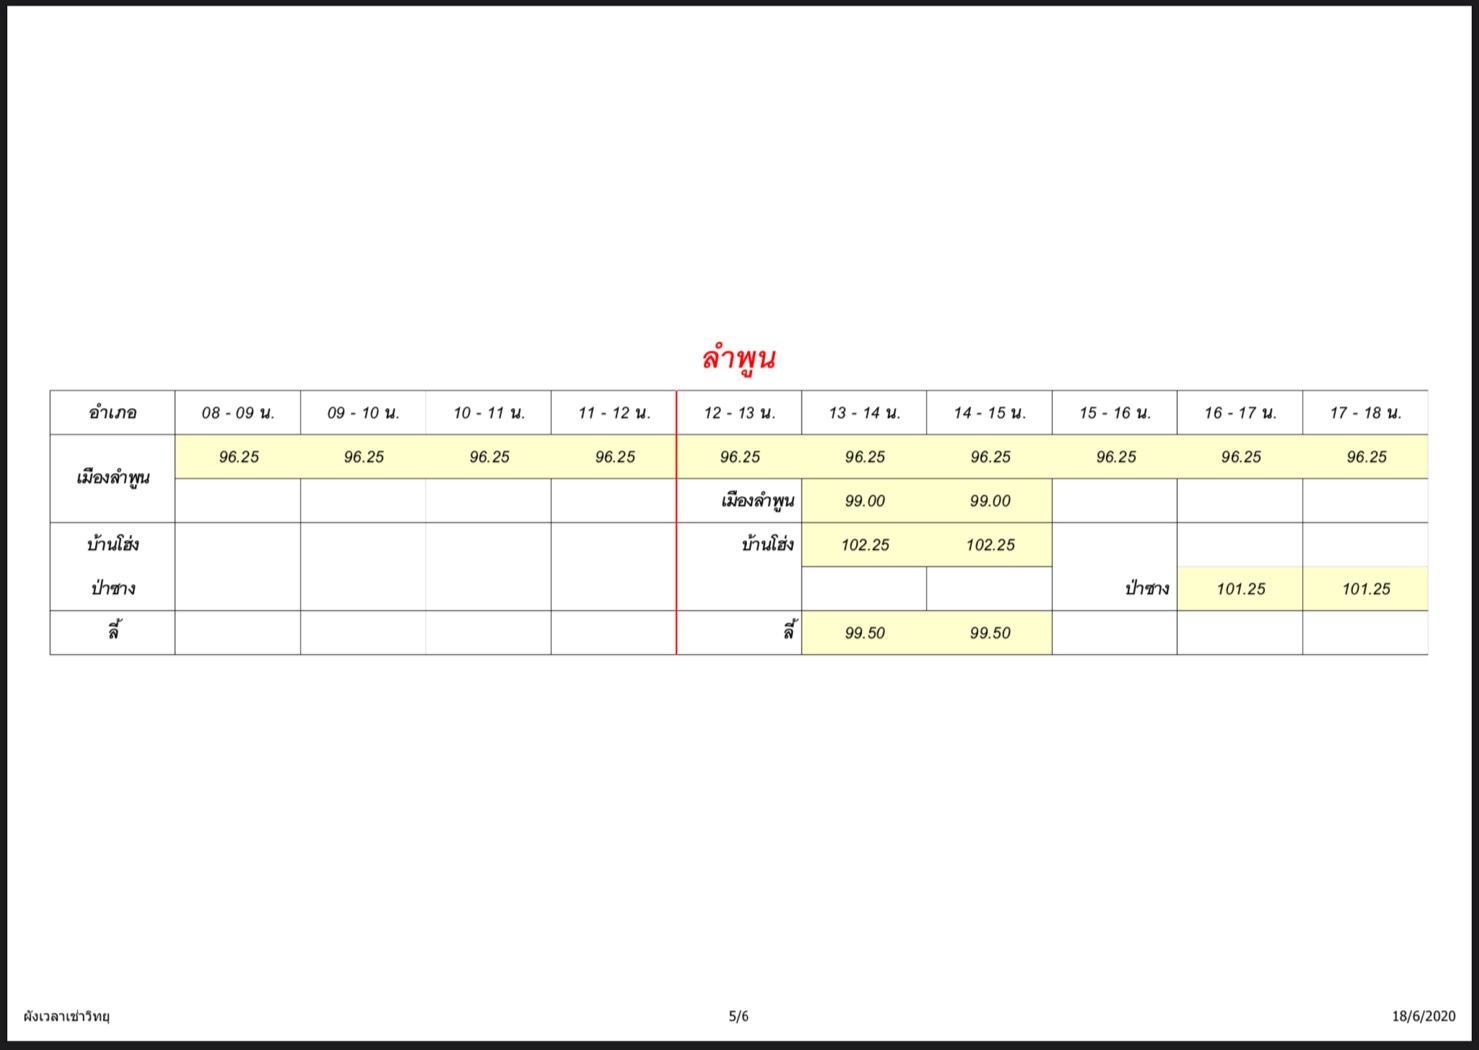 ลำพูน
อำเภอ 08 - 09 น. 09 - 10 น. 10 - 11 น. 11 - 12 น. 12 - 13 น. 13 - 14 น. 14 - 15 น. 15 - 16 น. 16 - 17 น. 17 - 18 น.
เมืองลำพูน 96.25 96.25 96.25 96.25 96.25 96.25 96.25 96.25 96.25 96.25
เมืองลำพูน 99.00 99.00
บ้านโฮ่ง บ้านโฮ่ง 102.25 102.25
ป่าซาง ป่าซาง 101.25 101.25
ลี้ ลี้ 99.50 99.50
ผังเวลาเช่าวิทยุ 5/6 18/6/2020